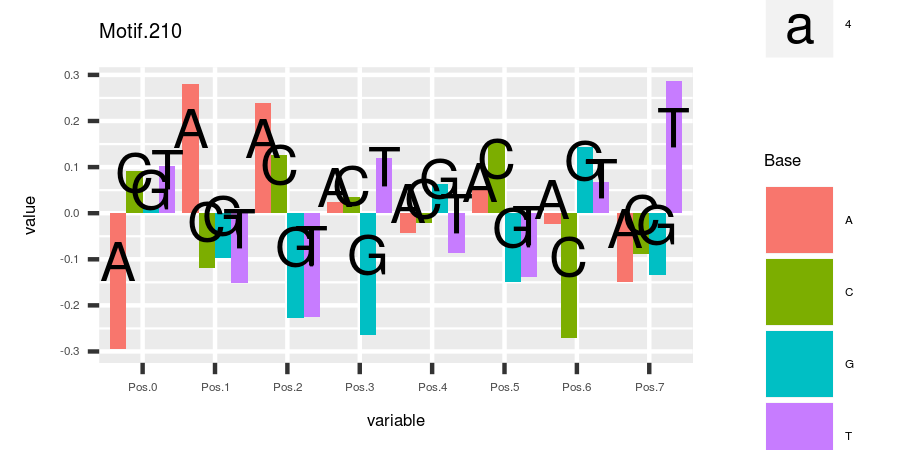 Motif.210
a 4
0.3
0.2
0.1
0.0
-0.1
-0.2
-0.3
value
A C G T A C G T A C G T A C G T A C G T A C G T A C G T A C G T
Pos.0 Pos.1 Pos.2 Pos.3 Pos.4 Pos.5 Pos.6 Pos.7
variable
Base
A
C
G
T